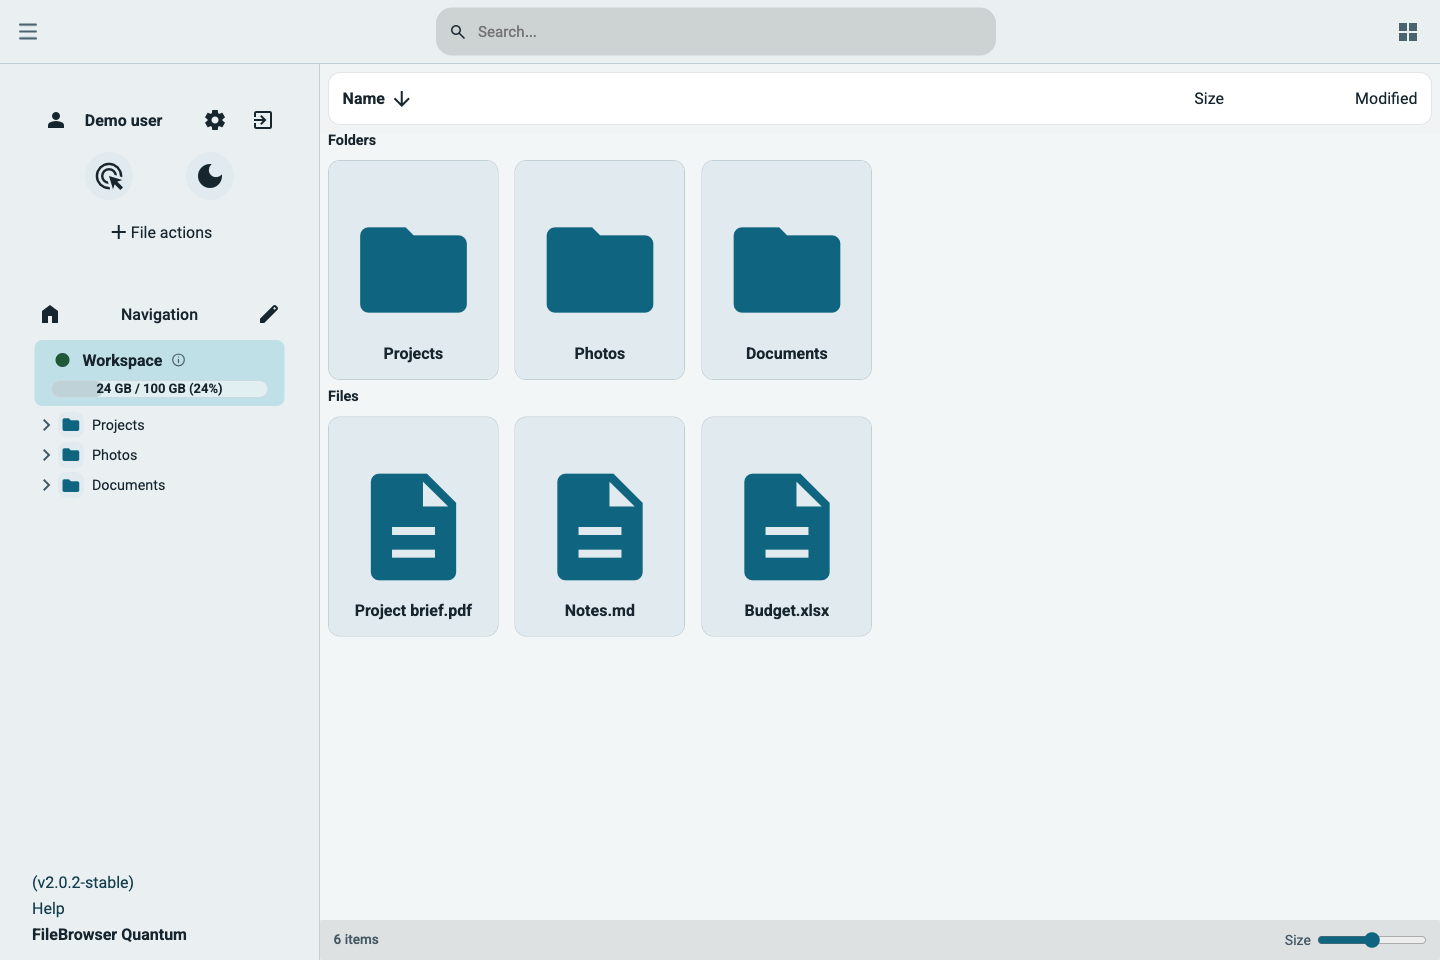 Search...
Demo user
File actions
Navigation
Workspace
24 GB / 100 GB (24%)
Projects
Photos
Documents
(v2.0.2-stable)
Help
FileBrowser Quantum
Name Size Modified
Folders
Projects Photos Documents
Files
Project brief.pdf Notes.md Budget.xlsx
6 items Size